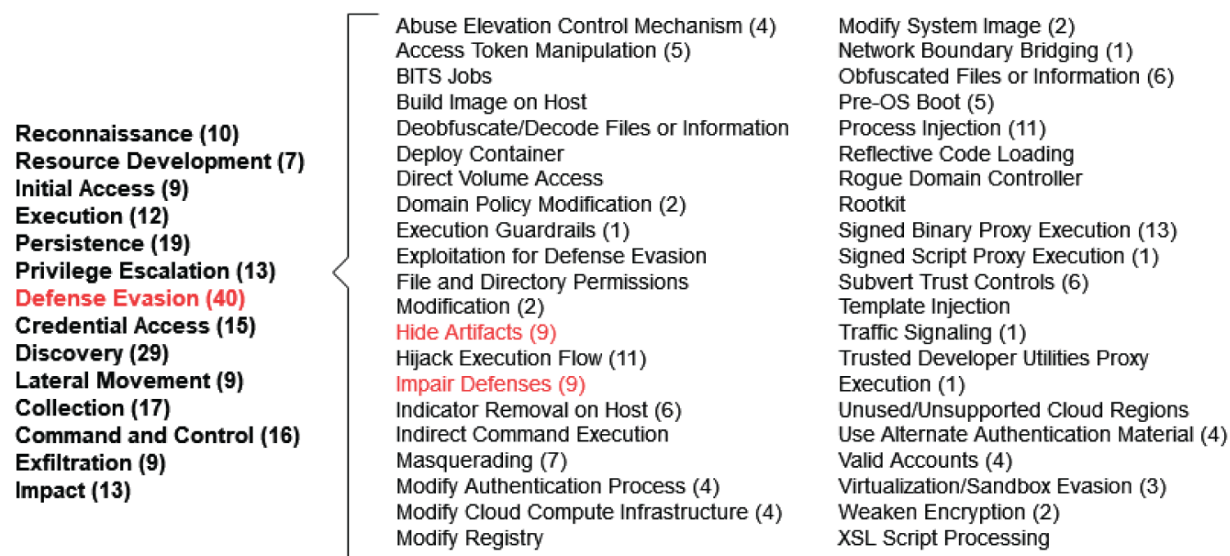 Reconnaissance (10)
Resource Development (7)
Initial Access (9)
Execution (12)
Persistence (19)
Privilege Escalation (13)
Defense Evasion (40)
Credential Access (15)
Discovery (29)
Lateral Movement (9)
Collection (17)
Command and Control (16)
Exfiltration (9)
Impact (13)
Abuse Elevation Control Mechanism (4)
Access Token Manipulation (5)
BITS Jobs
Build Image on Host
Deobfuscate/Decode Files or Information
Deploy Container
Direct Volume Access
Domain Policy Modification (2)
Execution Guardrails (1)
Exploitation for Defense Evasion
File and Directory Permissions
Modification (2)
Hide Artifacts (9)
Hijack Execution Flow (11)
Impair Defenses (9)
Indicator Removal on Host (6)
Indirect Command Execution
Masquerading (7)
Modify Authentication Process (4)
Modify Cloud Compute Infrastructure (4)
Modify Registry
Modify System Image (2)
Network Boundary Bridging (1)
Obfuscated Files or Information (6)
Pre-OS Boot (5)
Process Injection (11)
Reflective Code Loading
Rogue Domain Controller
Rootkit
Signed Binary Proxy Execution (13)
Signed Script Proxy Execution (1)
Subvert Trust Controls (6)
Template Injection
Traffic Signaling (1)
Trusted Developer Utilities Proxy
Execution (1)
Unused/Unsupported Cloud Regions
Use Alternate Authentication Material (4)
Valid Accounts (4)
Virtualization/Sandbox Evasion (3)
Weaken Encryption (2)
XSL Script Processing